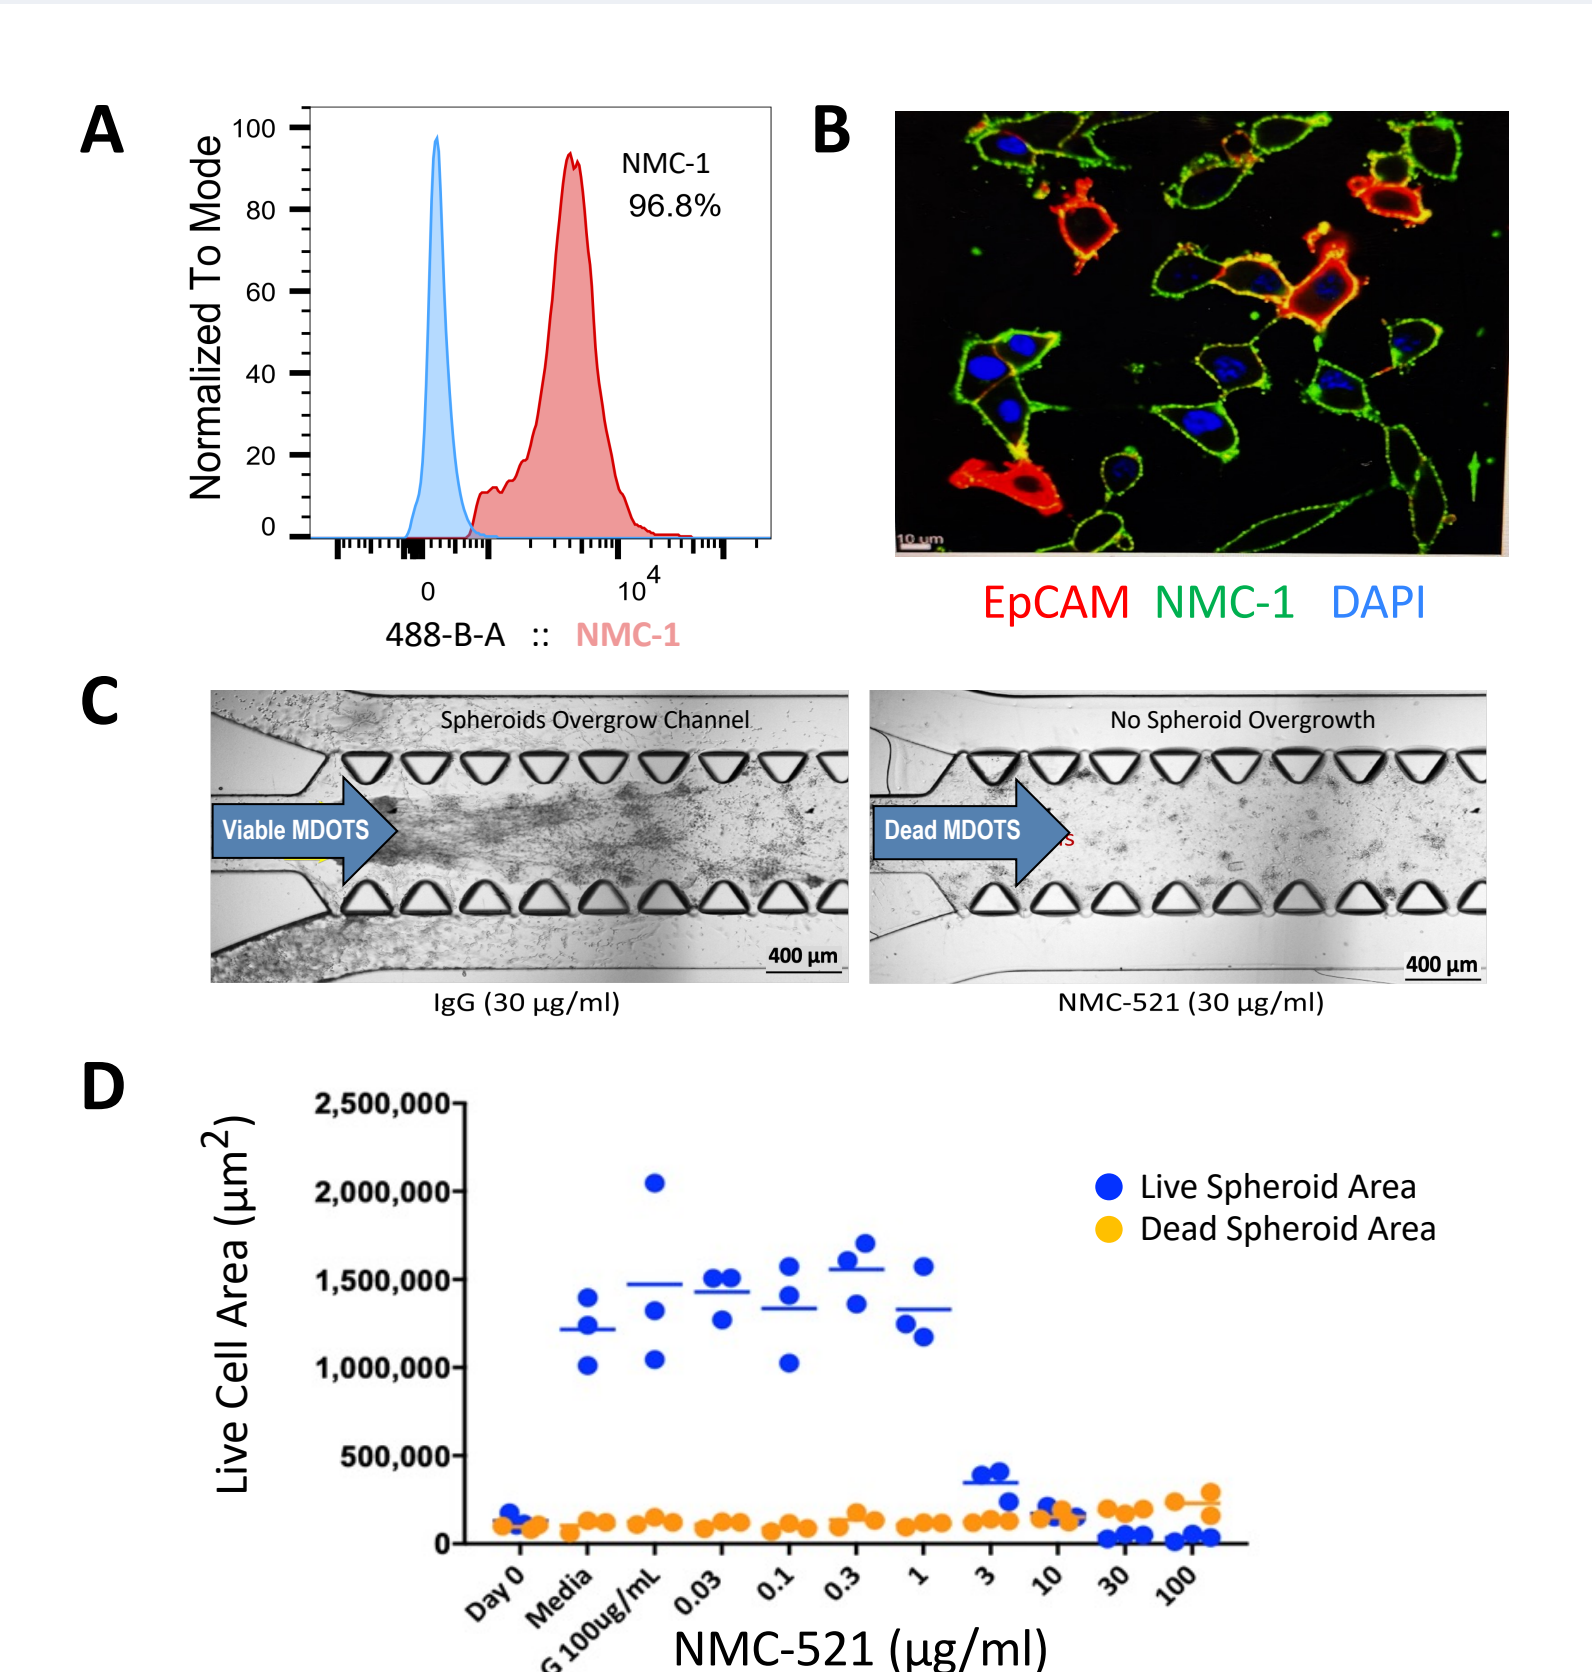 A
Normalized To Mode
100
80
60
40
20
0
NMC-1
96.8%
0
10^4
488-B-A :: NMC-1
B
10 um
EpCAM NMC-1 DAPI
C
Spheroids Overgrow Channel
Viable MDOTS
400 µm
IgG (30 µg/ml)
No Spheroid Overgrowth
Dead MDOTS
400 µm
NMC-521 (30 µg/ml)
D
Live Cell Area (µm²)
2,500,000
2,000,000
1,500,000
1,000,000
500,000
0
Live Spheroid Area
Dead Spheroid Area
Day 0
Media
G 100ug/mL
0.03
0.1
0.3
1
3
10
30
100
NMC-521 (µg/ml)